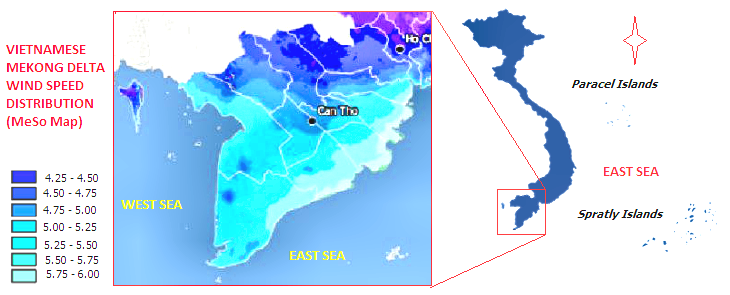 VIETNAMESE
MEKONG DELTA
WIND SPEED
DISTRIBUTION
(MeSo Map)
4.25 - 4.50
4.50 - 4.75
4.75 - 5.00
5.00 - 5.25
5.25 - 5.50
5.50 - 5.75
5.75 - 6.00
Ho C
Can Tho
WEST SEA
EAST SEA
Paracel Islands
EAST SEA
Spratly Islands